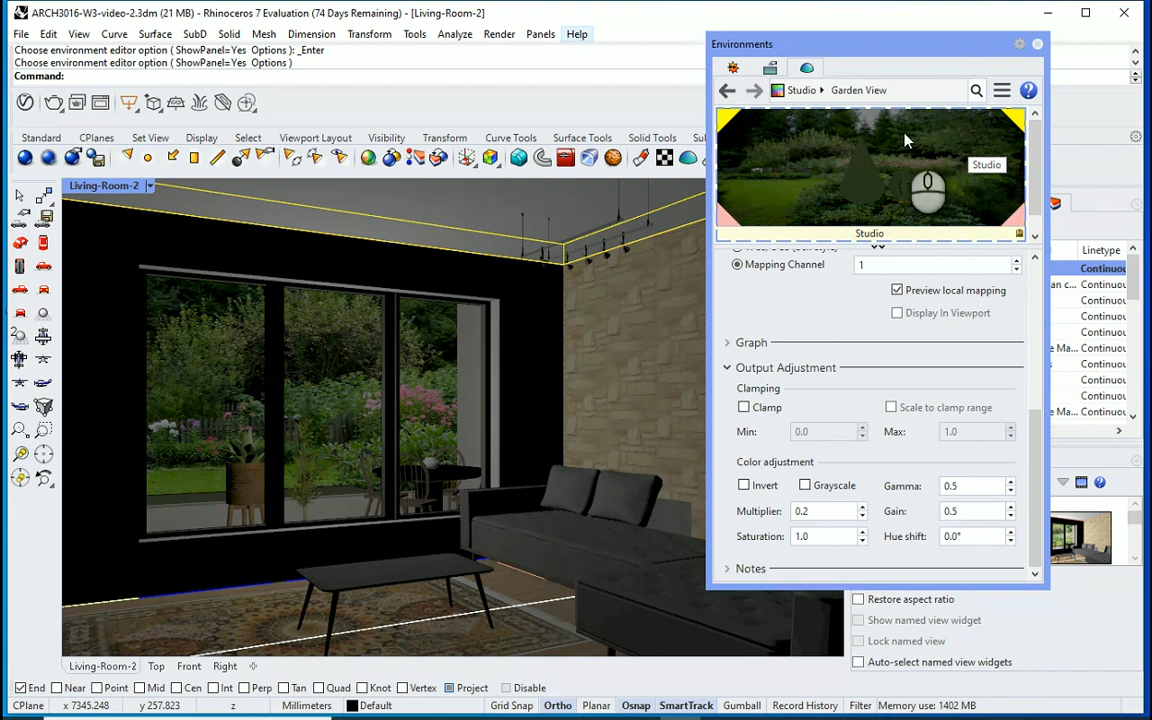 ARCH3016-W3-video-2.3dm (21 MB) - Rhinoceros 7 Evaluation (74 Days Remaining) - [Living-Room-2]
File Edit View Curve Surface SubD Solid Mesh Dimension Transform Tools Analyze Render Panels Help
Choose environment editor option ( ShowPanel=Yes Options ): _Enter
Choose environment editor option ( ShowPanel=Yes Options )
Command:
Standard CPlanes Set View Display Select Viewport Layout Visibility Transform Curve Tools Surface Tools Solid Tools
Living-Room-2
Environments
Studio Garden View
Studio
Studio
Mapping Channel 1
Preview local mapping
Display In Viewport
Graph
Output Adjustment
Clamping
Clamp Scale to clamp range
Min: 0.0 Max: 1.0
Color adjustment
Invert Grayscale Gamma: 0.5
Multiplier: 0.2 Gain: 0.5
Saturation: 1.0 Hue shift: 0.0°
Notes
Linetype
Continuou
an c... Continuou
Continuou
Continuou
Continuou
e Ma... Continuou
s Continuou
Continuou
Ma... Continuou
Restore aspect ratio
Show named view widget
Lock named view
Auto-select named view widgets
Living-Room-2 Top Front Right
End Near Point Mid Cen Int Perp Tan Quad Knot Vertex Project Disable
CPlane x 7345.248 y 257.823 z Millimeters Default Grid Snap Ortho Planar Osnap SmartTrack Gumball Record History Filter Memory use: 1402 MB